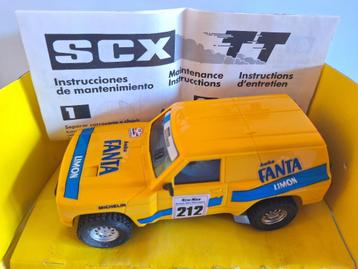 SCX
TT
Instrucciones
de mantenimiento
Maintenance
Instructions
Instructions
d'entretien
1
FANTA
LIMON
FANTA
LIMON
MICHELIN
212